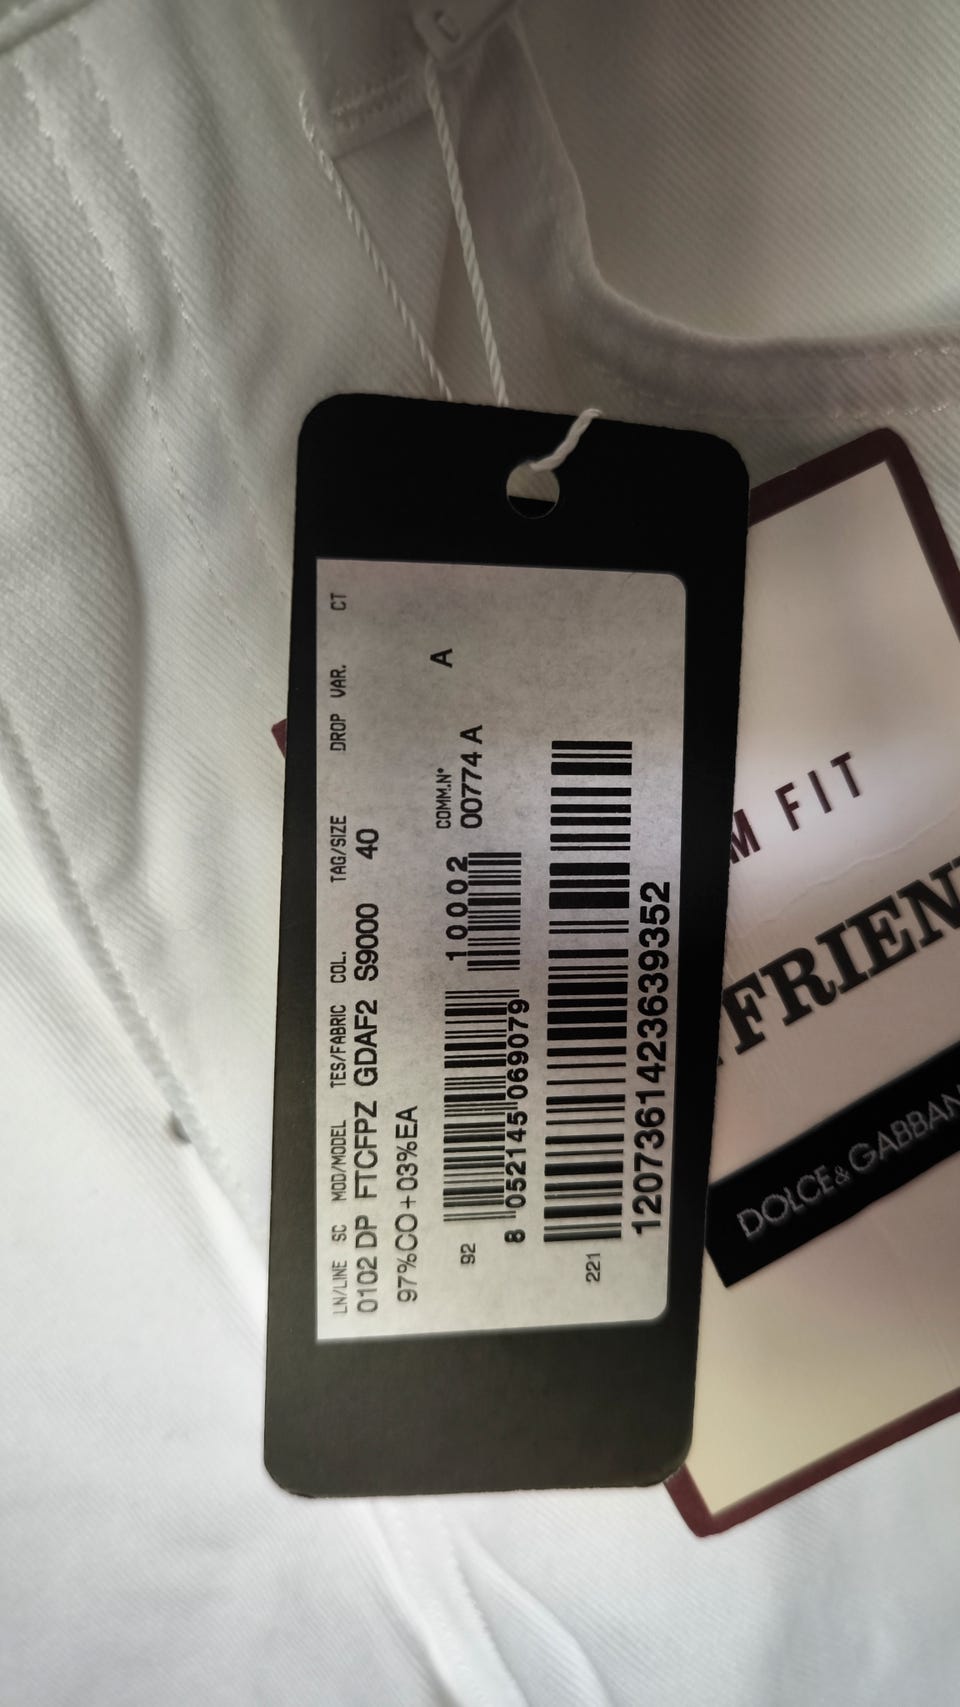 LN/LINE SC MOD/MODEL TES/FABRIC COL. TAG/SIZE DROP VAR. CT
0102 DP FTCFPZ GDAF2 S9000 40
97%CO+03%EA
COMM.N°
92 10002 00774 A A
8 052145 069079
221
1207361423639352
M FIT
FRIEN
DOLCE&GABBAN